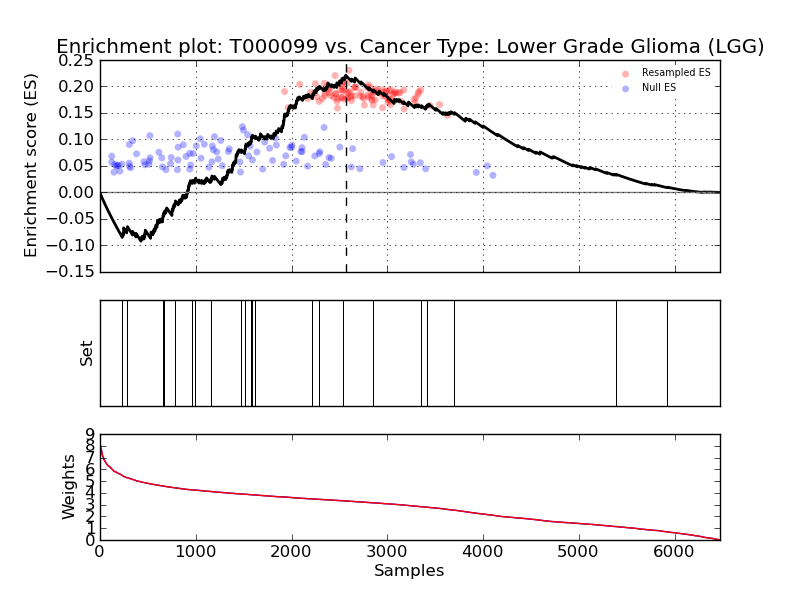 Enrichment plot: T000099 vs. Cancer Type: Lower Grade Glioma (LGG)
Enrichment score (ES)
0.25
0.20
0.15
0.10
0.05
0.00
−0.05
−0.10
−0.15
Resampled ES
Null ES
Set
Weights
9
8
7
6
5
4
3
2
1
0
0 1000 2000 3000 4000 5000 6000
Samples